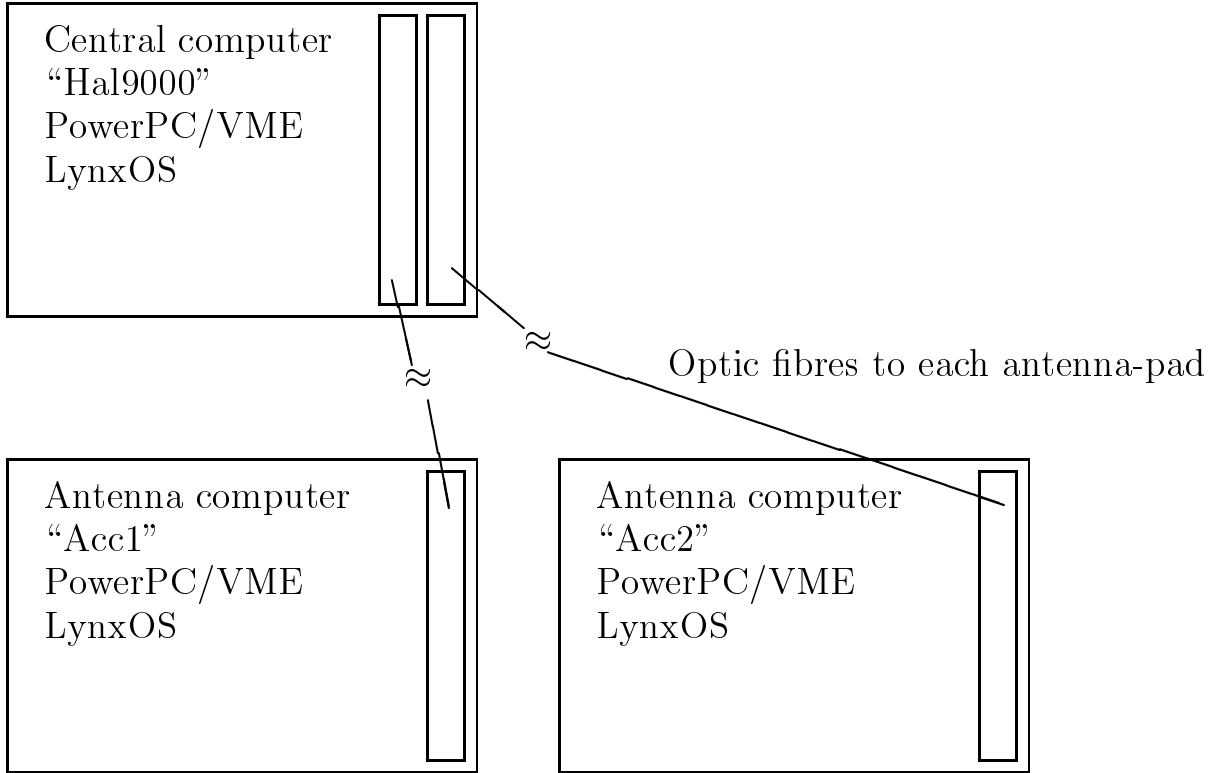 Central computer
“Hal9000”
PowerPC/VME
LynxOS
≈
≈
Optic fibres to each antenna-pad
Antenna computer
“Acc1”
PowerPC/VME
LynxOS
Antenna computer
“Acc2”
PowerPC/VME
LynxOS